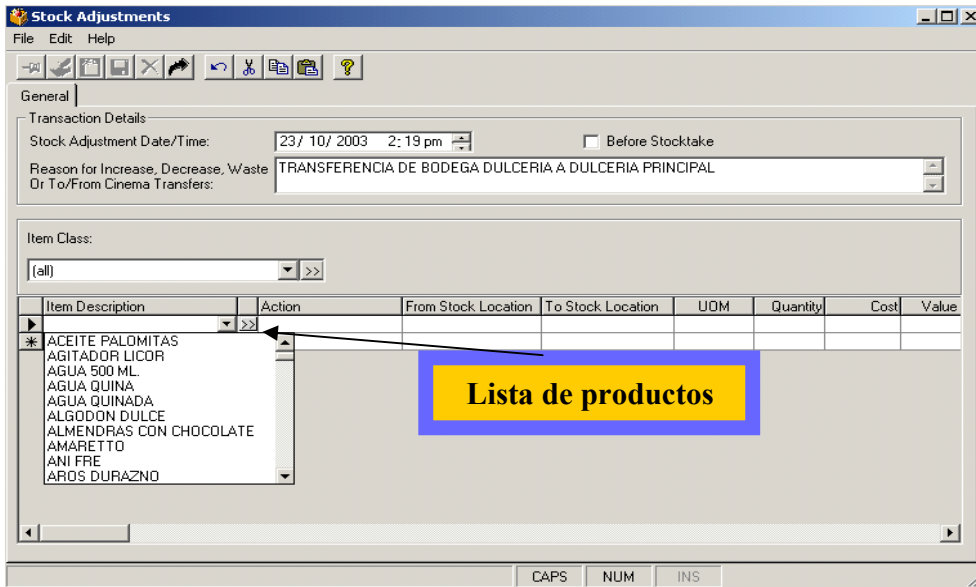 Stock Adjustments
File Edit Help
General
Transaction Details
Stock Adjustment Date/Time: 23/ 10/ 2003 2:19 pm Before Stocktake
Reason for Increase, Decrease, Waste
Or To/From Cinema Transfers:
TRANSFERENCIA DE BODEGA DULCERIA A DULCERIA PRINCIPAL
Item Class:
(all) >>
Item Description Action From Stock Location To Stock Location UOM Quantity Cost Value
>>
ACEITE PALOMITAS
AGITADOR LICOR
AGUA 500 ML.
AGUA QUINA
AGUA QUINADA
ALGODON DULCE
ALMENDRAS CON CHOCOLATE
AMARETTO
ANI FRE
AROS DURAZNO
Lista de productos
CAPS NUM INS